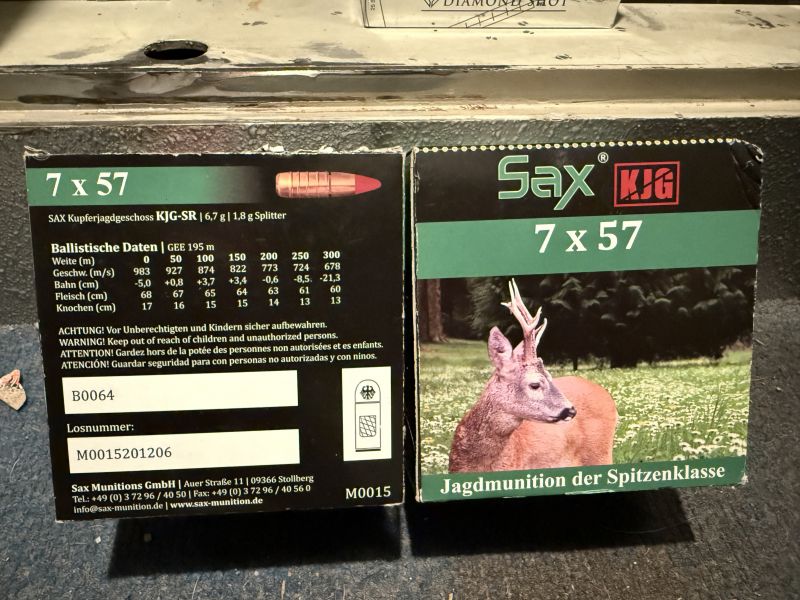 DIAMOND SHOT
7 x 57
SAX Kupferjagdgeschoss KJG-SR | 6,7 g | 1,8 g Splitter
Ballistische Daten | GEE 195 m
Weite (m) 0 50 100 150 200 250 300
Geschw. (m/s) 983 927 874 822 773 724 678
Bahn (cm) -5,0 +0,8 +3,7 +3,4 -0,6 -8,5 -21,3
Fleisch (cm) 68 67 65 64 63 61 60
Knochen (cm) 17 16 15 15 14 13 13
ACHTUNG! Vor Unberechtigten und Kindern sicher aufbewahren.
WARNING! Keep out of reach of children and unauthorized persons.
ATTENTION! Gardez hors de la potée des personnes non autorisées et es enfants.
ATENCIÓN! Guardar seguridad para con personas no autorizadas y con ninos.
B0064
Losnummer:
M0015201206
Sax Munitions GmbH | Auer Straße 11 | 09366 Stollberg
Tel.: +49 (0) 3 72 96 / 40 50 | Fax: +49 (0) 3 72 96 / 40 56 0
info@sax-munition.de | www.sax-munition.de
M0015
Sax® KJG
7 x 57
Jagdmunition der Spitzenklasse